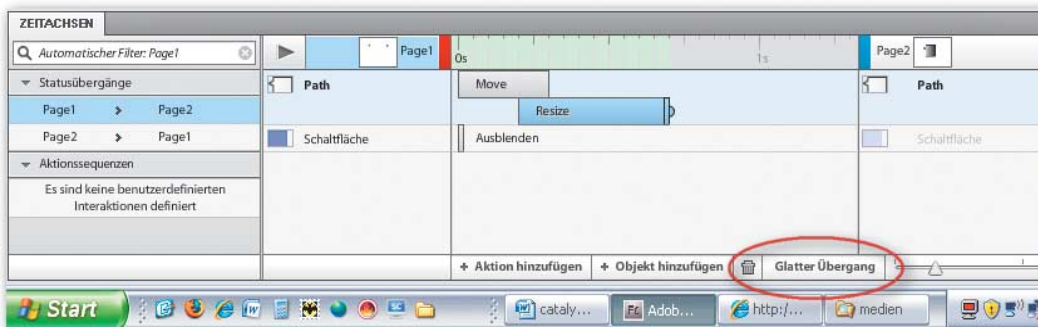 ZEITACHSEN
Automatischer Filter: Page1
Statusübergänge
Page1 > Page2
Page2 > Page1
Aktionssequenzen
Es sind keine benutzerdefinierten
Interaktionen definiert
Page1
0s
1s
Page2
Path
Move
Resize
Path
Schaltfläche
Ausblenden
Schaltfläche
+ Aktion hinzufügen
+ Objekt hinzufügen
Glatter Übergang
Start
cataly...
Fc Adob...
http:/...
medien